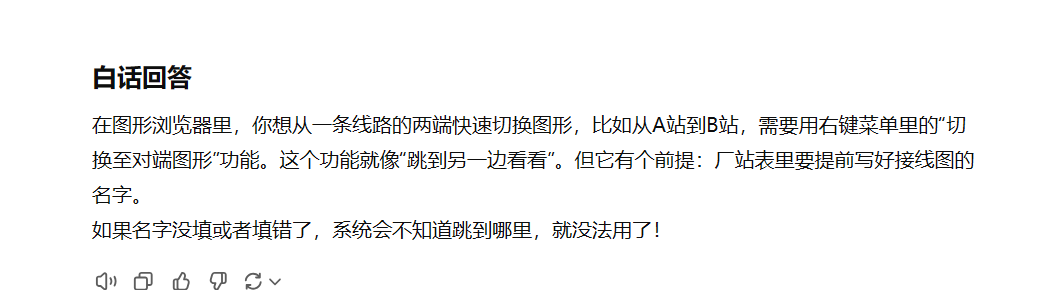 白话回答
在图形浏览器里，你想从一条线路的两端快速切换图形，比如从A站到B站，需要用右键菜单里的“切
换至对端图形”功能。这个功能就像“跳到另一边看看”。但它有个前提：厂站表里要提前写好接线图的
名字。
如果名字没填或者填错了，系统会不知道跳到哪里，就没法用了！